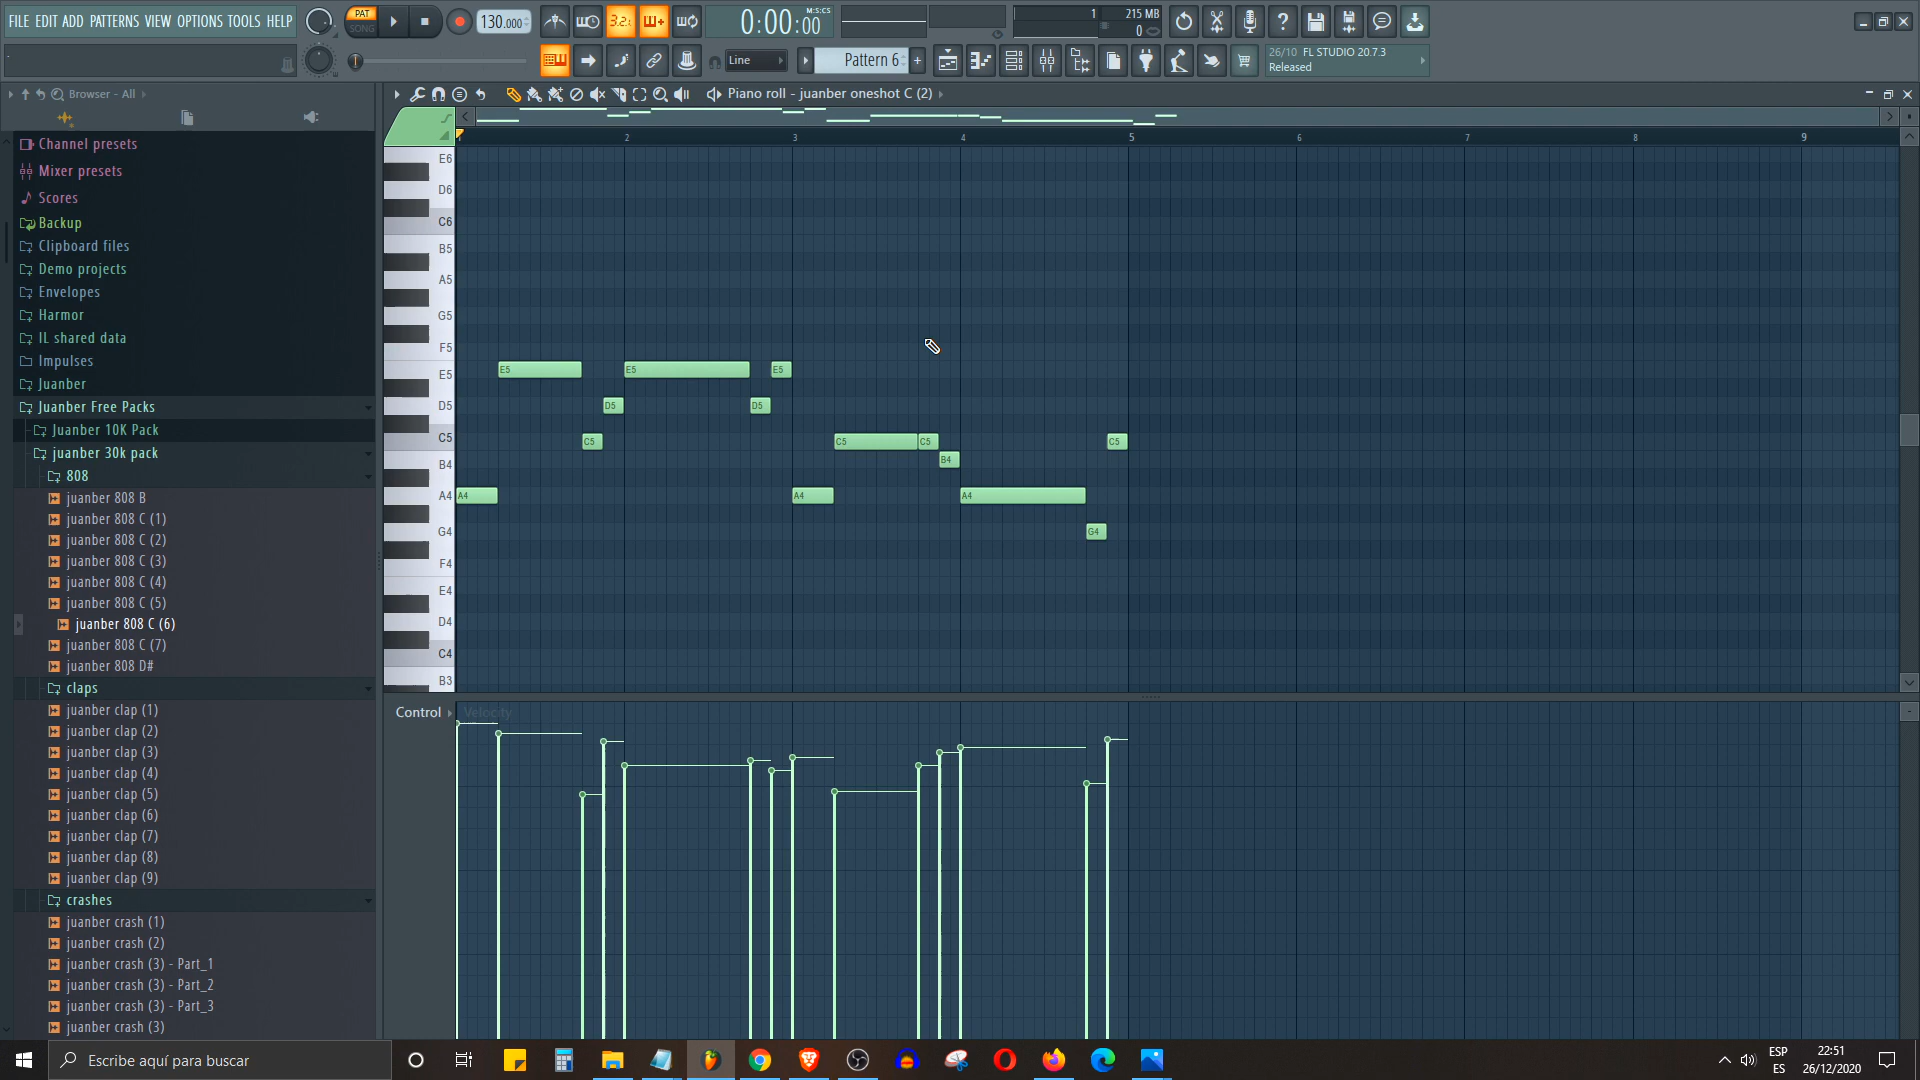 FILE EDIT ADD PATTERNS VIEW OPTIONS TOOLS HELP
PAT
SONG
130.000
3.2.
0:00:00
M:S:CS
1
215 MB
0
Line
Pattern 6
26/10 FL STUDIO 20.7.3
Released
Browser - All
Piano roll - juanber oneshot C (2)
Channel presets
Mixer presets
Scores
Backup
Clipboard files
Demo projects
Envelopes
Harmor
IL shared data
Impulses
Juanber
Juanber Free Packs
Juanber 10K Pack
juanber 30k pack
808
juanber 808 B
juanber 808 C (1)
juanber 808 C (2)
juanber 808 C (3)
juanber 808 C (4)
juanber 808 C (5)
juanber 808 C (6)
juanber 808 C (7)
juanber 808 D#
claps
juanber clap (1)
juanber clap (2)
juanber clap (3)
juanber clap (4)
juanber clap (5)
juanber clap (6)
juanber clap (7)
juanber clap (8)
juanber clap (9)
crashes
juanber crash (1)
juanber crash (2)
juanber crash (3) - Part_1
juanber crash (3) - Part_2
juanber crash (3) - Part_3
juanber crash (3)
2 3 4 5 6 7 8 9
E6
D6
C6
B5
A5
G5
F5
E5
D5
C5
B4
A4
G4
F4
E4
D4
C4
B3
E5 E5 E5
D5 D5
C5 C5 C5 C5
B4
A4 A4 A4
G4
Control
Velocity
Escribe aquí para buscar
ESP
ES
22:51
26/12/2020